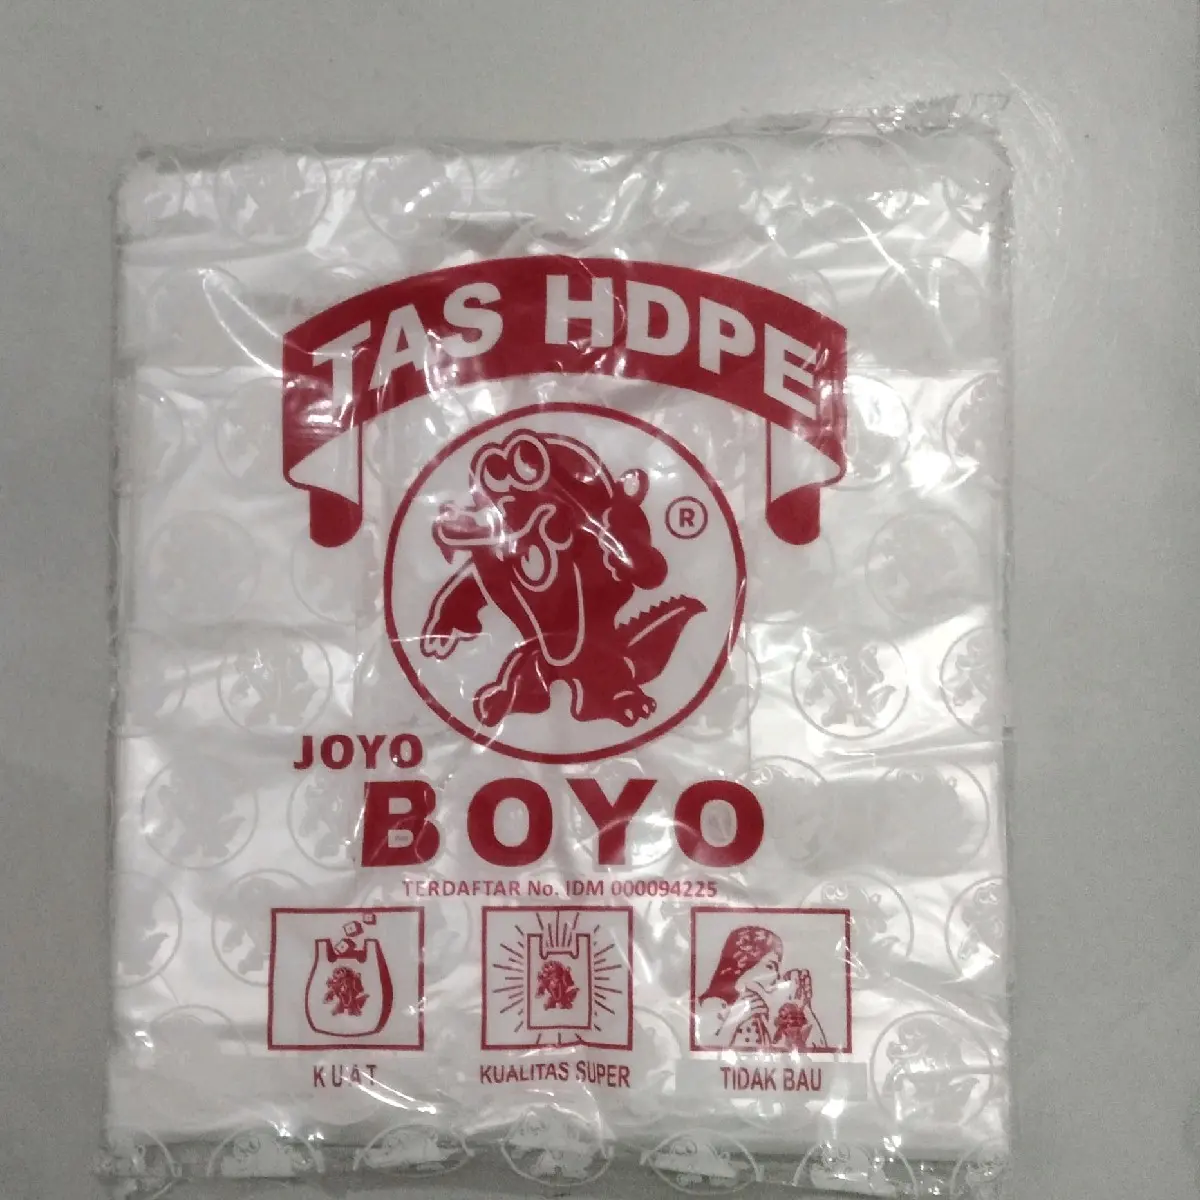 TAS HDPE
®
JOYO
BOYO
TERDAFTAR No. IDM 000094225
KUAT
KUALITAS SUPER
TIDAK BAU